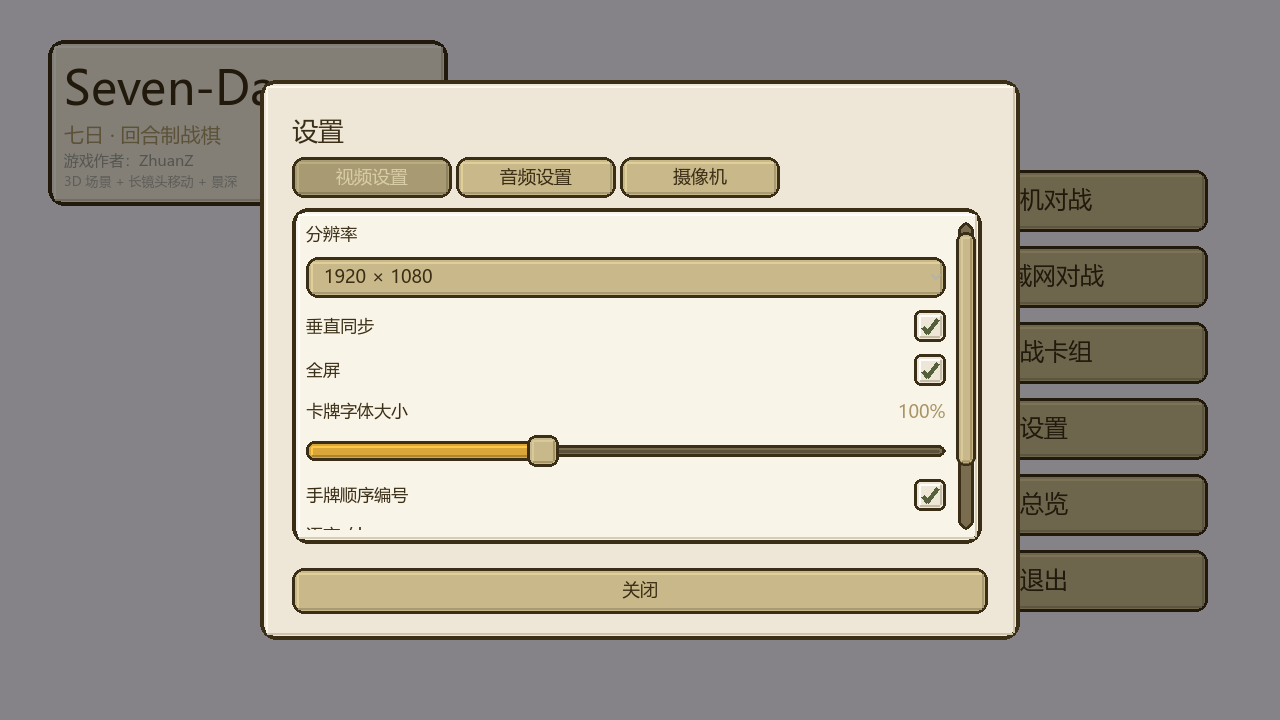 Seven-Da
七日 · 回合制战棋
游戏作者：ZhuanZ
3D 场景 + 长镜头移动 + 景深
设置
视频设置 音频设置 摄像机
分辨率
1920 × 1080
垂直同步
全屏
卡牌字体大小 100%
手牌顺序编号
关闭
机对战
域网对战
战卡组
设置
总览
退出